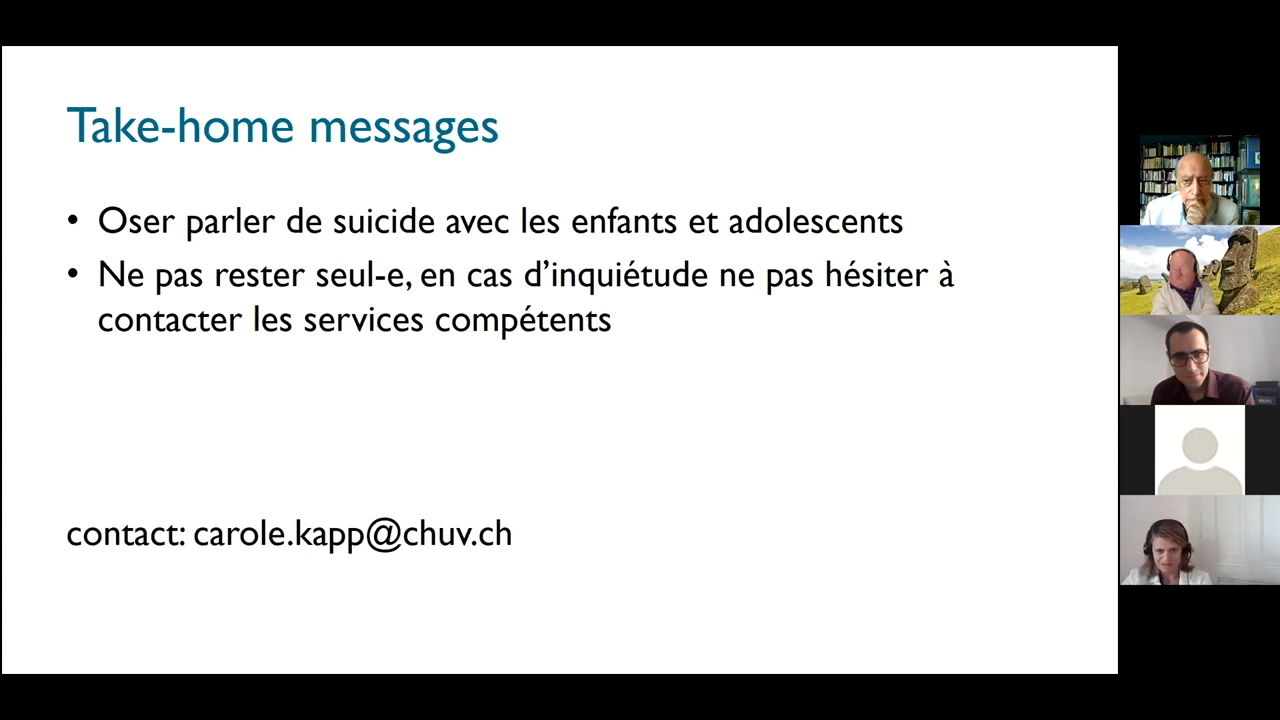 Take-home messages
• Oser parler de suicide avec les enfants et adolescents
• Ne pas rester seul-e, en cas d’inquiétude ne pas hésiter à
contacter les services compétents
contact: carole.kapp@chuv.ch